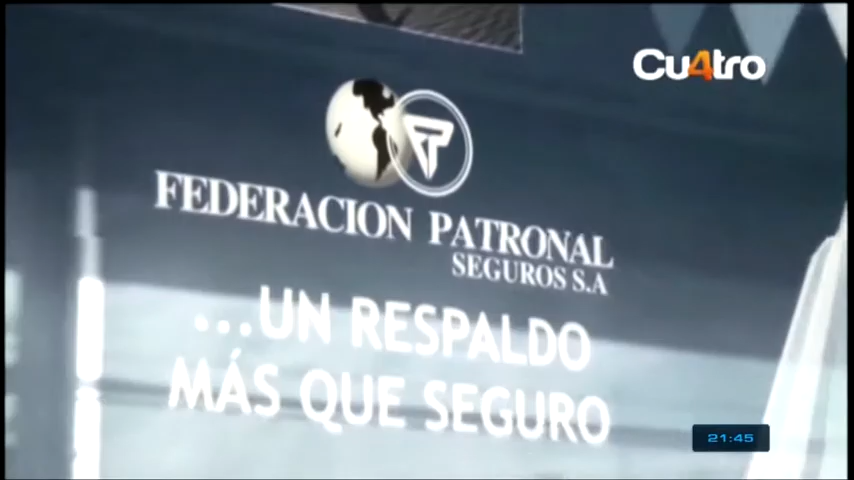 Cu4tro
FEDERACION PATRONAL
SEGUROS S.A
...UN RESPALDO
MÁS QUE SEGURO
21:45